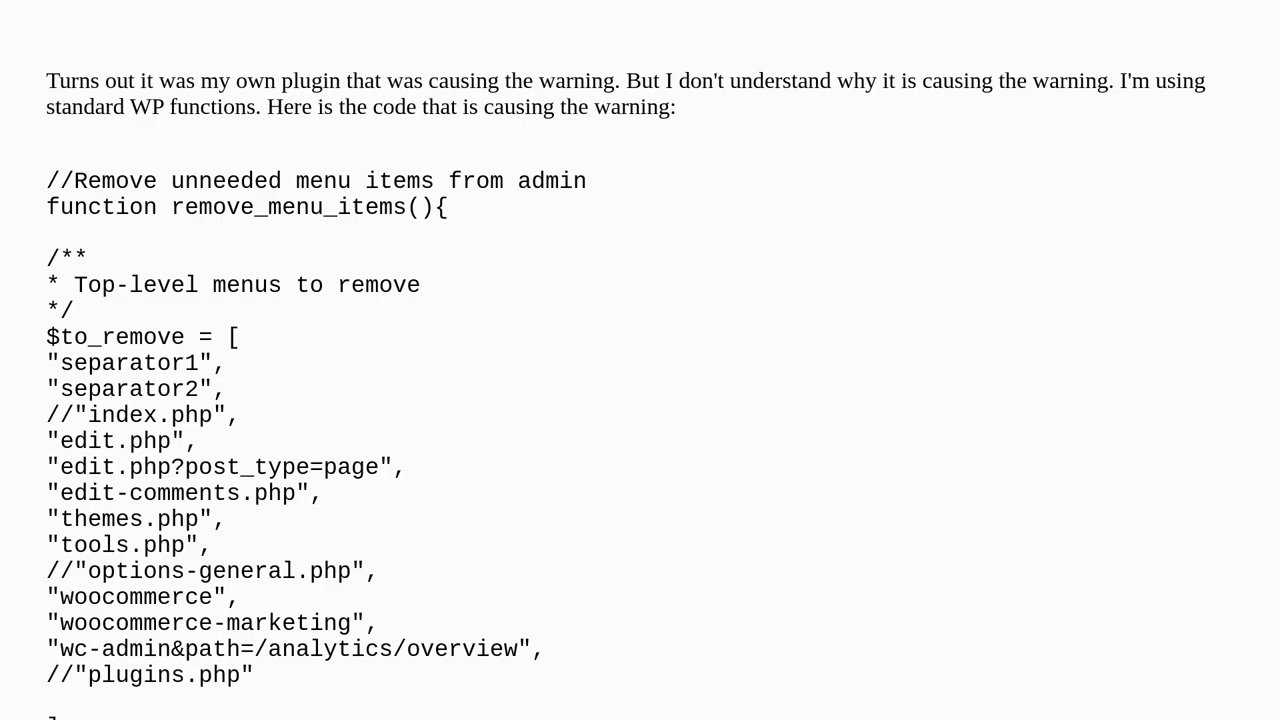 Turns out it was my own plugin that was causing the warning. But I don't understand why it is causing the warning. I'm using
standard WP functions. Here is the code that is causing the warning:
//Remove unneeded menu items from admin
function remove_menu_items(){
/**
* Top-level menus to remove
*/
$to_remove = [
"separator1",
"separator2",
//"index.php",
"edit.php",
"edit.php?post_type=page",
"edit-comments.php",
"themes.php",
"tools.php",
//"options-general.php",
"woocommerce",
"woocommerce-marketing",
"wc-admin&path=/analytics/overview",
//"plugins.php"